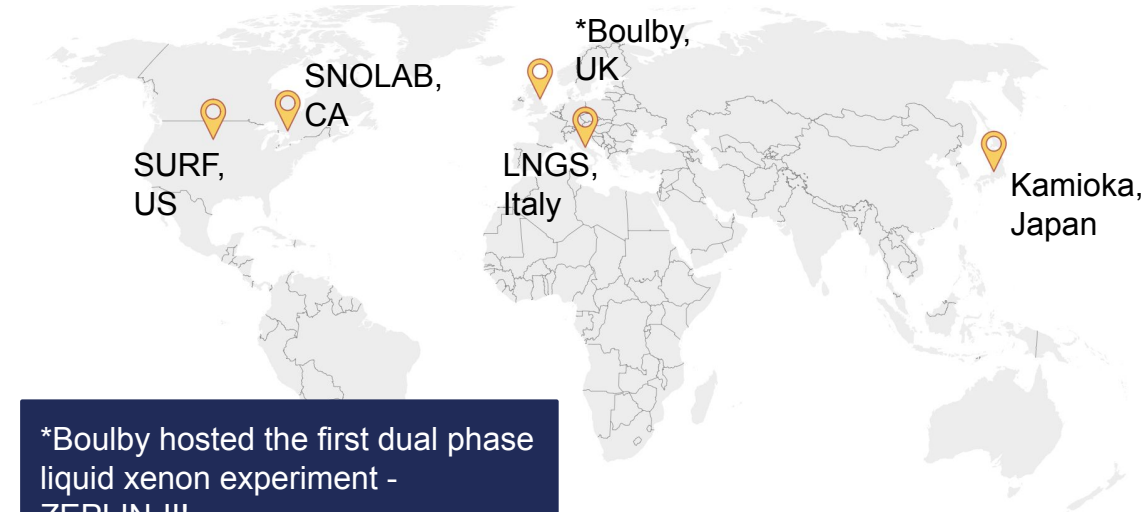 *Boulby,
UK
SNOLAB,
CA
SURF,
US
LNGS,
Italy
Kamioka,
Japan
*Boulby hosted the first dual phase
liquid xenon experiment -